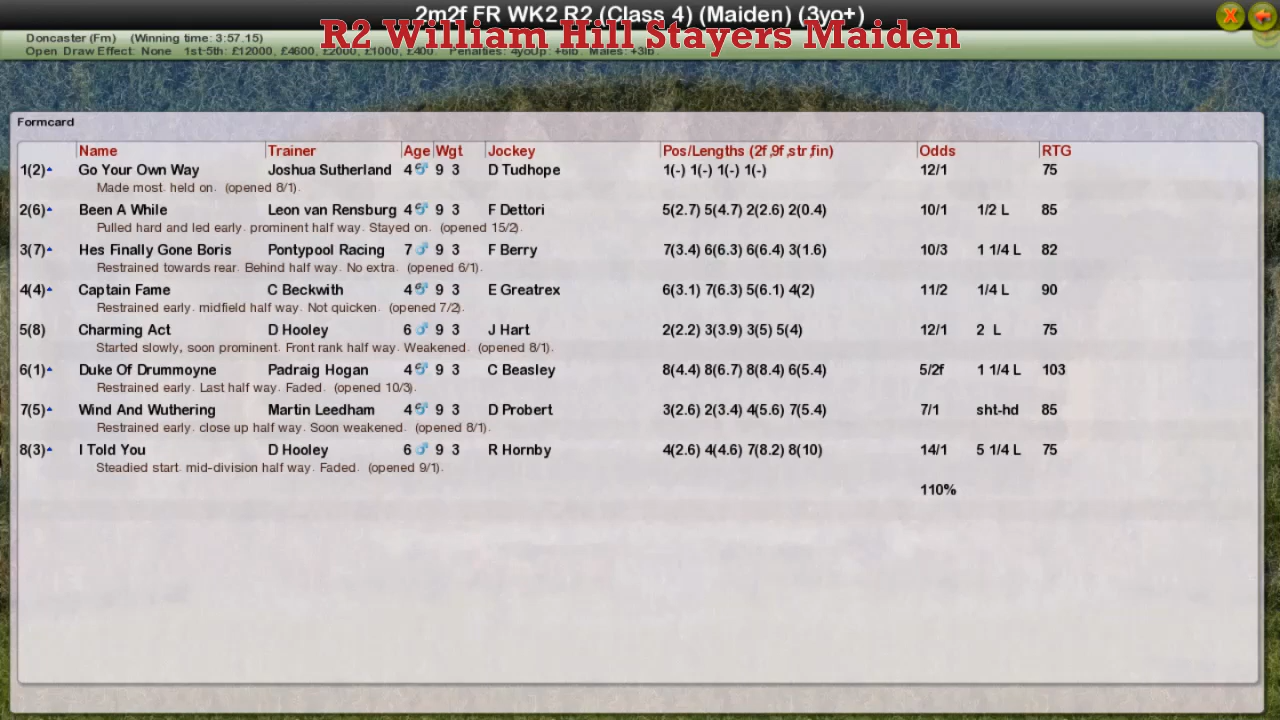 2m2f FR WK2 R2 (Class 4) (Maiden) (3yo+)
R2 William Hill Stayers Maiden
Doncaster (Fm) (Winning time: 3:57.15)
Open Draw Effect: None 1st-5th: £12000, £4600, £2000, £1000, £400. Penalties: 4yoUp: +6lb. Males: +3lb.
Formcard
Name Trainer Age Wgt Jockey Pos/Lengths (2f,9f,str,fin) Odds RTG
1(2) Go Your Own Way Joshua Sutherland 4 9 3 D Tudhope 1(-) 1(-) 1(-) 1(-) 12/1 75
Made most. held on. (opened 8/1).
2(6) Been A While Leon van Rensburg 4 9 3 F Dettori 5(2.7) 5(4.7) 2(2.6) 2(0.4) 10/1 1/2 L 85
Pulled hard and led early. prominent half way. Stayed on. (opened 15/2).
3(7) Hes Finally Gone Boris Pontypool Racing 7 9 3 F Berry 7(3.4) 6(6.3) 6(6.4) 3(1.6) 10/3 1 1/4 L 82
Restrained towards rear. Behind half way. No extra. (opened 6/1).
4(4) Captain Fame C Beckwith 4 9 3 E Greatrex 6(3.1) 7(6.3) 5(6.1) 4(2) 11/2 1/4 L 90
Restrained early. midfield half way. Not quicken. (opened 7/2).
5(8) Charming Act D Hooley 6 9 3 J Hart 2(2.2) 3(3.9) 3(5) 5(4) 12/1 2 L 75
Started slowly, soon prominent. Front rank half way. Weakened. (opened 8/1).
6(1) Duke Of Drummoyne Padraig Hogan 4 9 3 C Beasley 8(4.4) 8(6.7) 8(8.4) 6(5.4) 5/2f 1 1/4 L 103
Restrained early. Last half way. Faded. (opened 10/3).
7(5) Wind And Wuthering Martin Leedham 4 9 3 D Probert 3(2.6) 2(3.4) 4(5.6) 7(5.4) 7/1 sht-hd 85
Restrained early. close up half way. Soon weakened. (opened 8/1).
8(3) I Told You D Hooley 6 9 3 R Hornby 4(2.6) 4(4.6) 7(8.2) 8(10) 14/1 5 1/4 L 75
Steadied start. mid-division half way. Faded. (opened 9/1).
110%